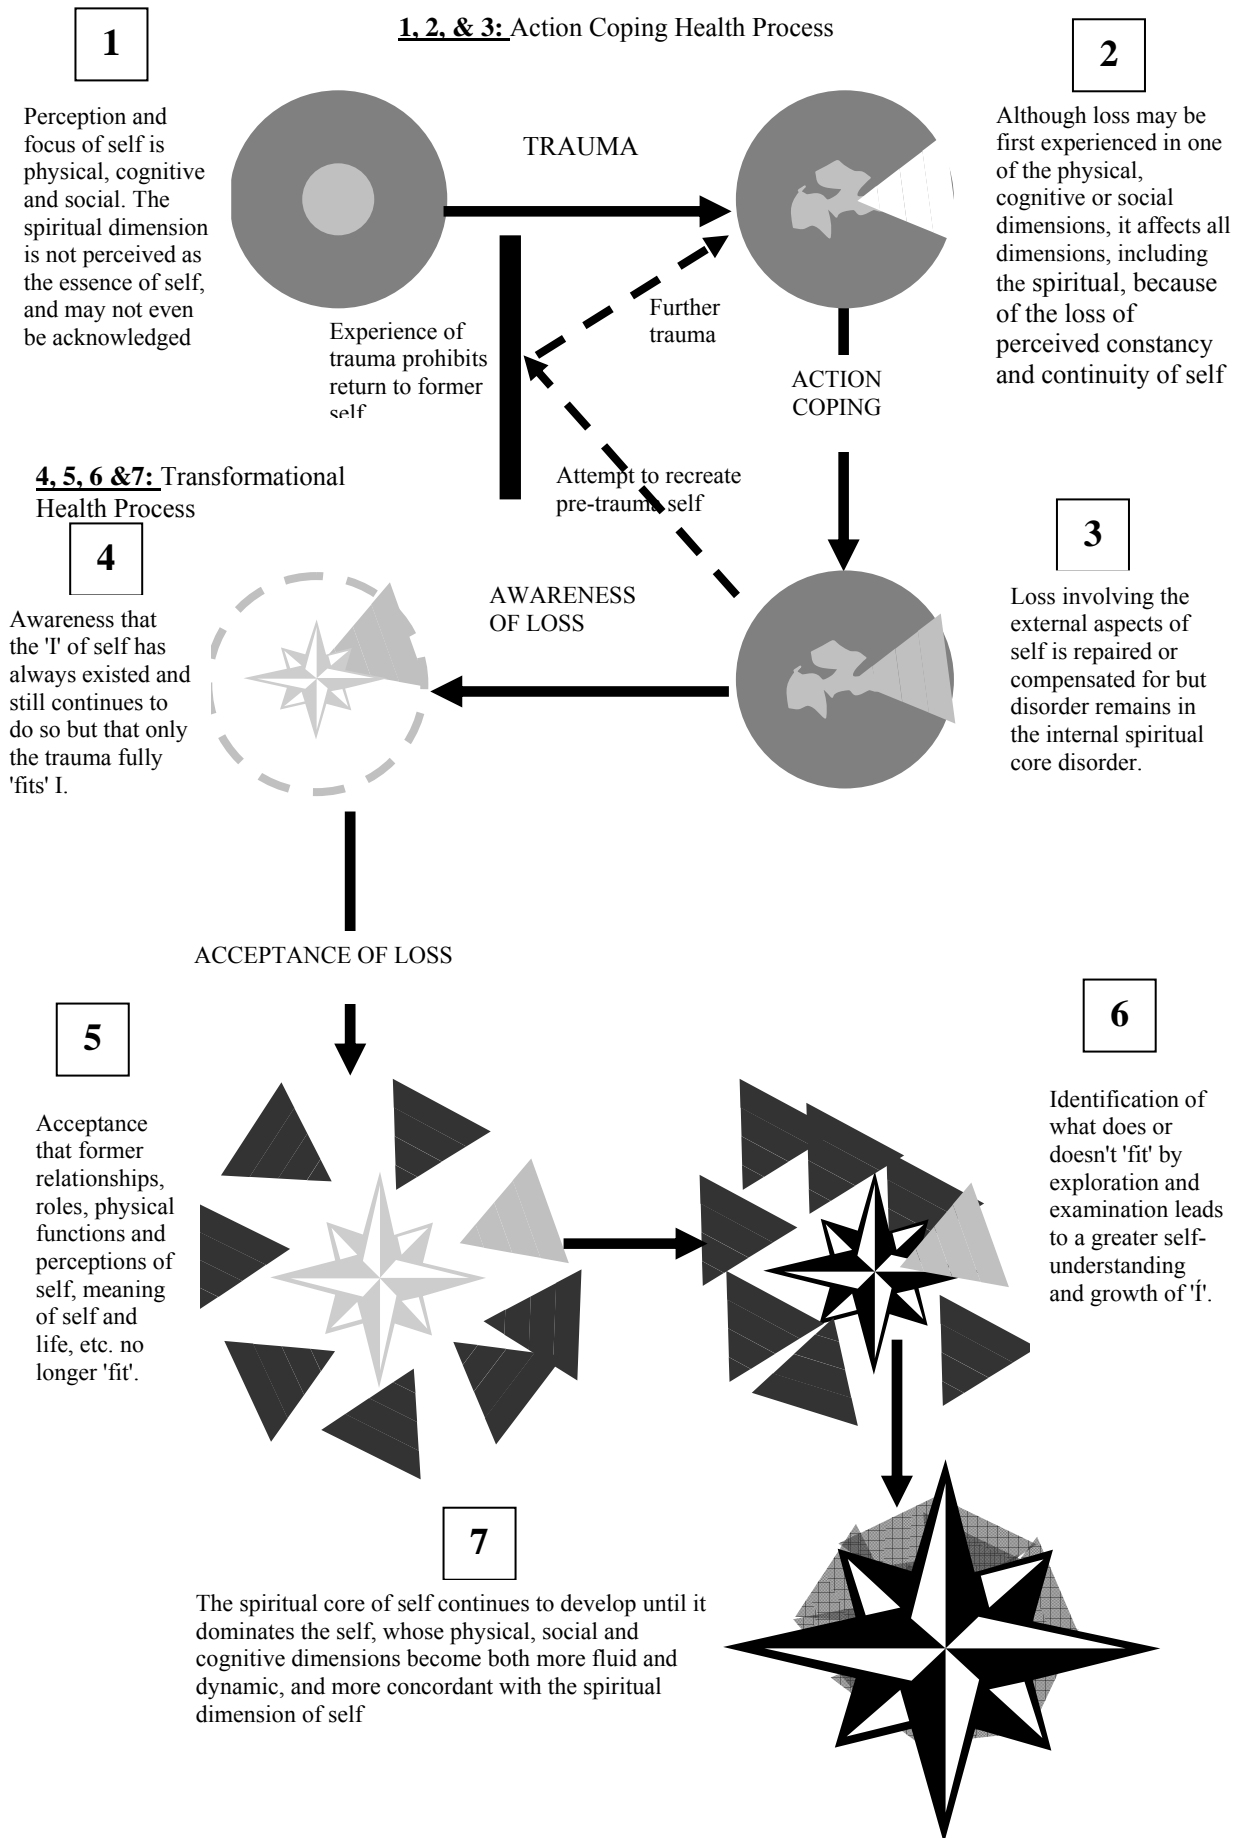 1
1, 2, & 3: Action Coping Health Process
2
Perception and
focus of self is
physical, cognitive
and social. The
spiritual dimension
is not perceived as
the essence of self,
and may not even
be acknowledged
TRAUMA
Although loss may be
first experienced in one
of the physical,
cognitive or social
dimensions, it affects all
dimensions, including
the spiritual, because
of the loss of
perceived constancy
and continuity of self
Experience of
trauma prohibits
return to former
self
Further
trauma
ACTION
COPING
4, 5, 6 &7: Transformational
Health Process
Attempt to recreate
pre-trauma self
3
4
Awareness that
the 'I' of self has
always existed and
still continues to
do so but that only
the trauma fully
'fits' I.
AWARENESS
OF LOSS
Loss involving the
external aspects of
self is repaired or
compensated for but
disorder remains in
the internal spiritual
core disorder.
ACCEPTANCE OF LOSS
5
6
Acceptance
that former
relationships,
roles, physical
functions and
perceptions of
self, meaning
of self and
life, etc. no
longer 'fit'.
Identification of
what does or
doesn't 'fit' by
exploration and
examination leads
to a greater self-
understanding
and growth of 'Í'.
7
The spiritual core of self continues to develop until it
dominates the self, whose physical, social and
cognitive dimensions become both more fluid and
dynamic, and more concordant with the spiritual
dimension of self